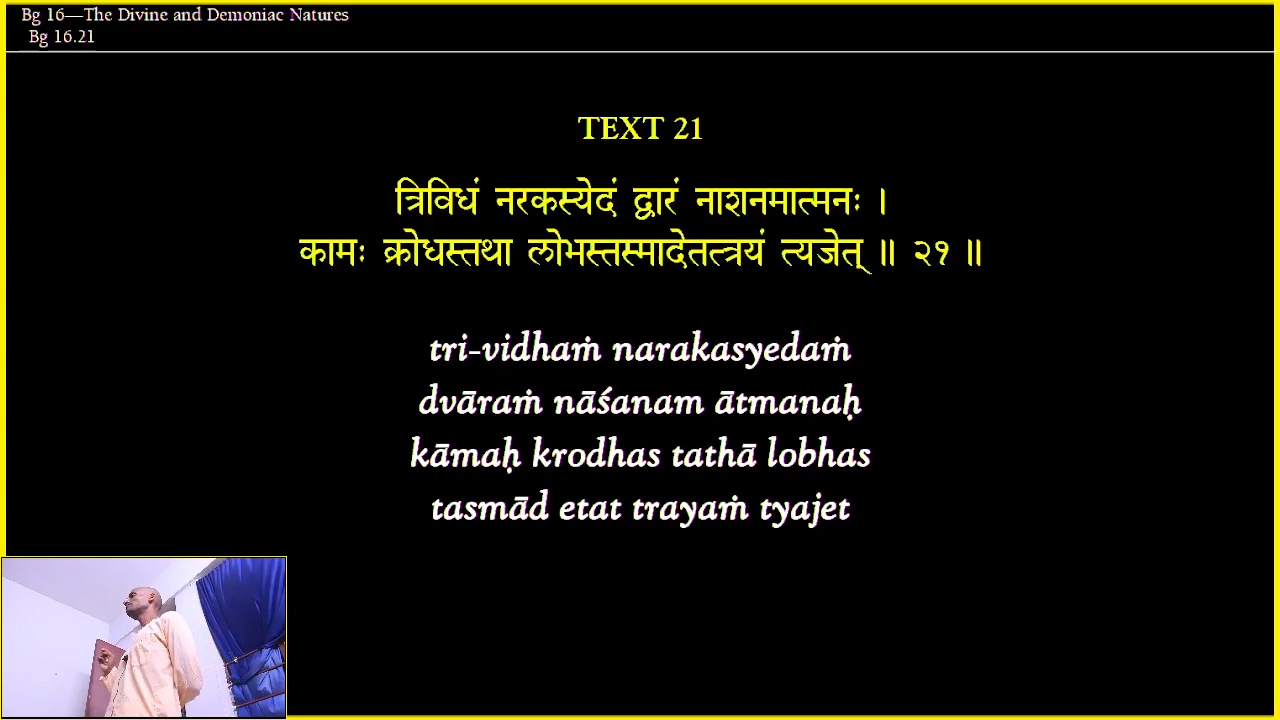 Bg 16—The Divine and Demoniac Natures
Bg 16.21
TEXT 21
त्रिविधं नरकस्येदं द्वारं नाशनमात्मनः ।
कामः क्रोधस्तथा लोभस्तस्मादेतत्त्रयं त्यजेत् ॥ २१ ॥
tri-vidhaṁ narakasyedaṁ
dvāraṁ nāśanam ātmanaḥ
kāmaḥ krodhas tathā lobhas
tasmād etat trayaṁ tyajet